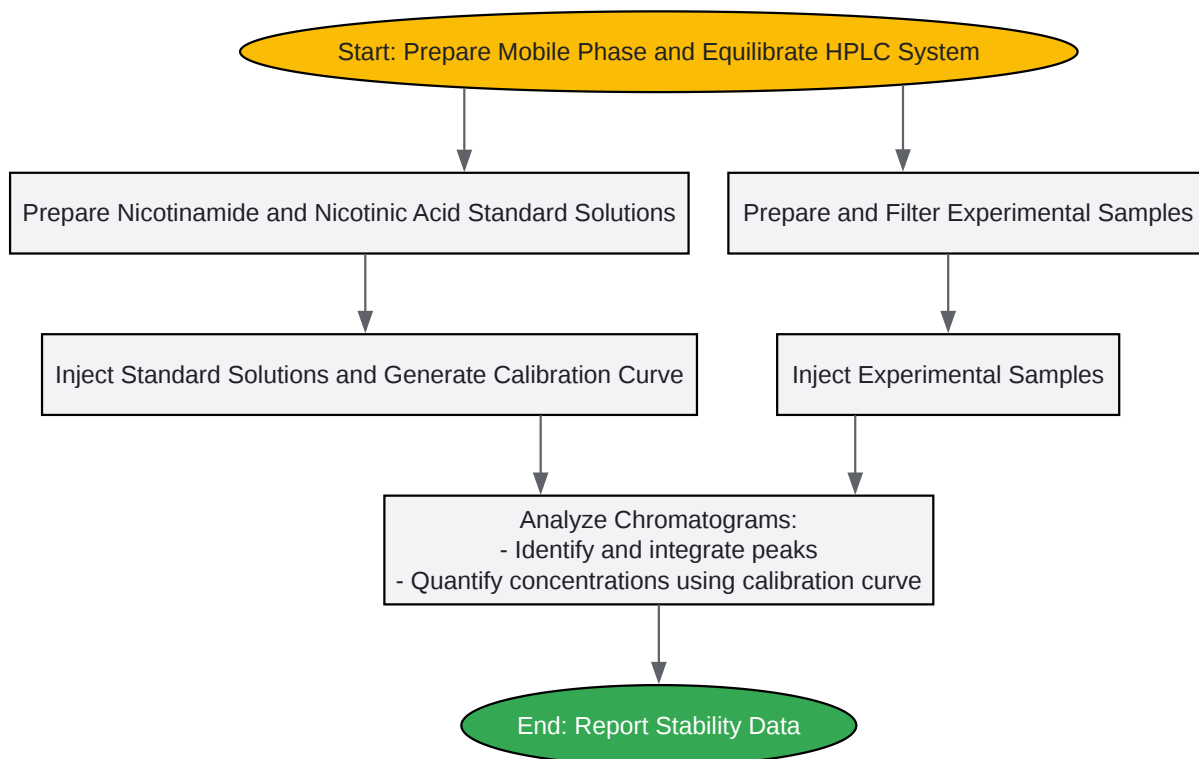 Start: Prepare Mobile Phase and Equilibrate HPLC System
Prepare Nicotinamide and Nicotinic Acid Standard Solutions
Prepare and Filter Experimental Samples
Inject Standard Solutions and Generate Calibration Curve
Inject Experimental Samples
Analyze Chromatograms:
- Identify and integrate peaks
- Quantify concentrations using calibration curve
End: Report Stability Data